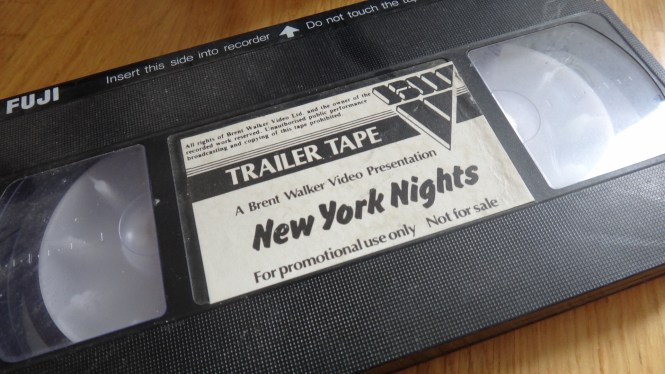 FUJI
Insert this side into recorder Do not touch the tap
All rights of Brent Walker Video Ltd. and the owner of the
recorded work reserved. Unauthorised public performance
broadcasting and copying of this tape prohibited.
BWV
TRAILER TAPE
A Brent Walker Video Presentation
New York Nights
For promotional use only Not for sale